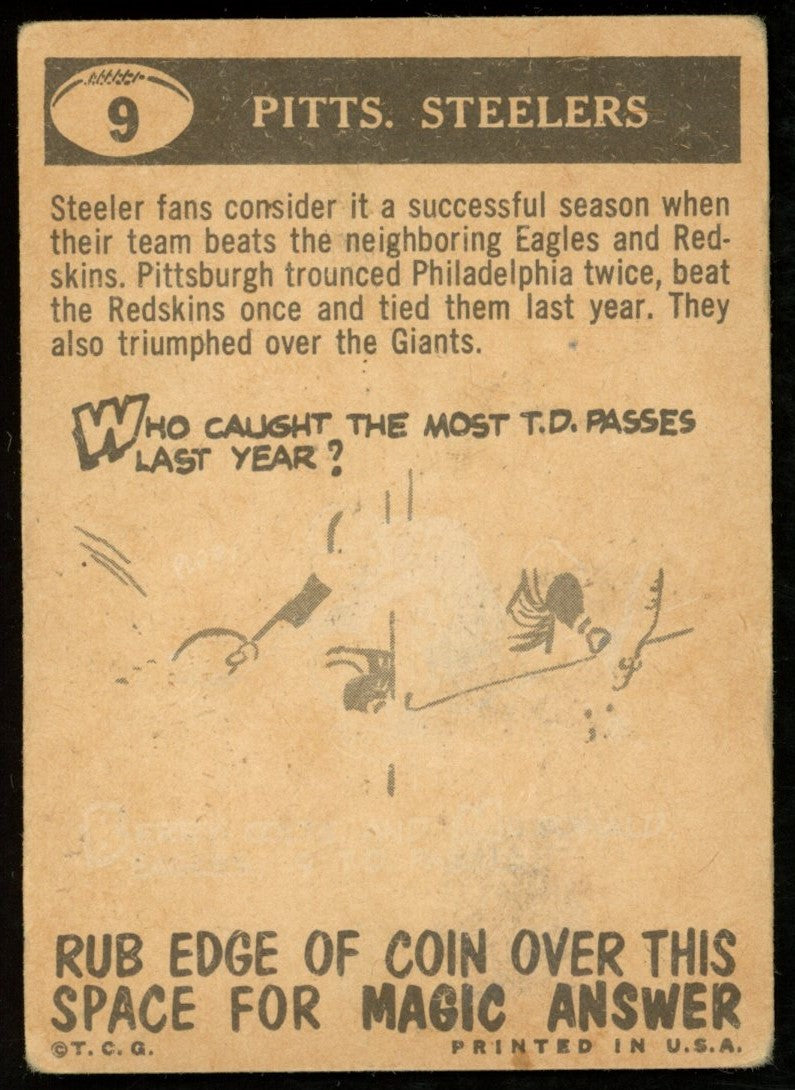 9 PITTS. STEELERS
Steeler fans consider it a successful season when
their team beats the neighboring Eagles and Red-
skins. Pittsburgh trounced Philadelphia twice, beat
the Redskins once and tied them last year. They
also triumphed over the Giants.
WHO CAUGHT THE MOST T.D. PASSES
LAST YEAR?
RUB EDGE OF COIN OVER THIS
SPACE FOR MAGIC ANSWER
©T.C.G. PRINTED IN U.S.A.